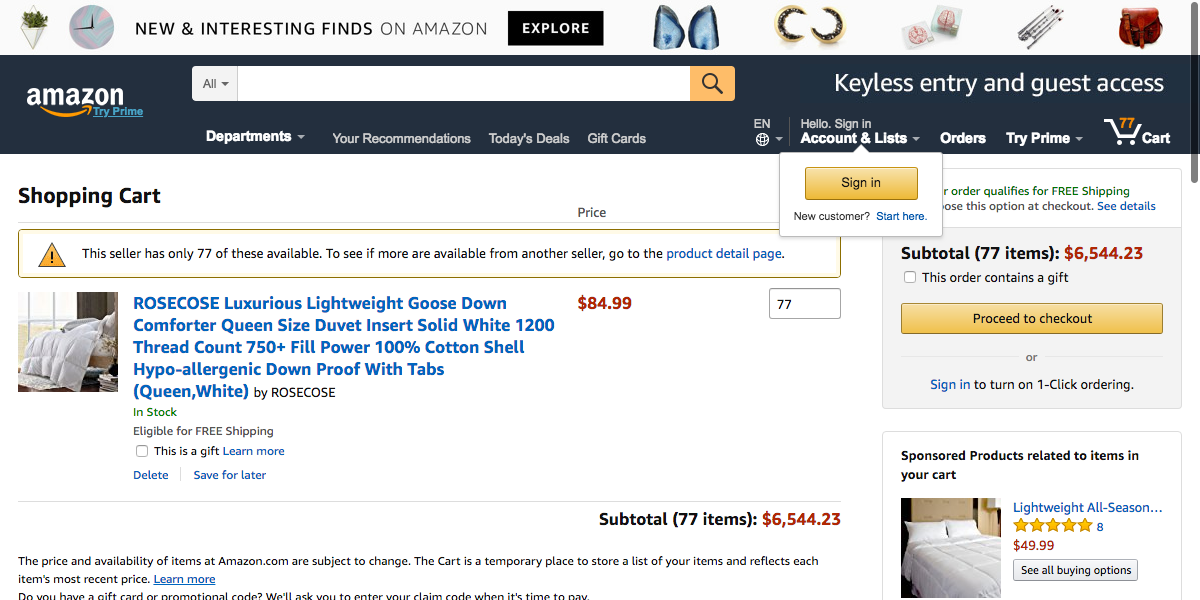 NEW & INTERESTING FINDS ON AMAZON EXPLORE
All
Keyless entry and guest access
amazon
Try Prime
Departments Your Recommendations Today's Deals Gift Cards
EN
Hello. Sign in
Account & Lists
Orders
Try Prime
77
Cart
Sign in
New customer? Start here.
Shopping Cart
Price
This seller has only 77 of these available. To see if more are available from another seller, go to the product detail page.
ROSECOSE Luxurious Lightweight Goose Down
Comforter Queen Size Duvet Insert Solid White 1200
Thread Count 750+ Fill Power 100% Cotton Shell
Hypo-allergenic Down Proof With Tabs
(Queen,White) by ROSECOSE
$84.99
77
In Stock
Eligible for FREE Shipping
This is a gift Learn more
Delete Save for later
Subtotal (77 items): $6,544.23
The price and availability of items at Amazon.com are subject to change. The Cart is a temporary place to store a list of your items and reflects each
item's most recent price. Learn more
Do you have a gift card or promotional code? We'll ask you to enter your claim code when it's time to pay.
order qualifies for FREE Shipping
this option at checkout. See details
Subtotal (77 items): $6,544.23
This order contains a gift
Proceed to checkout
or
Sign in to turn on 1-Click ordering.
Sponsored Products related to items in
your cart
Lightweight All-Season...
8
$49.99
See all buying options